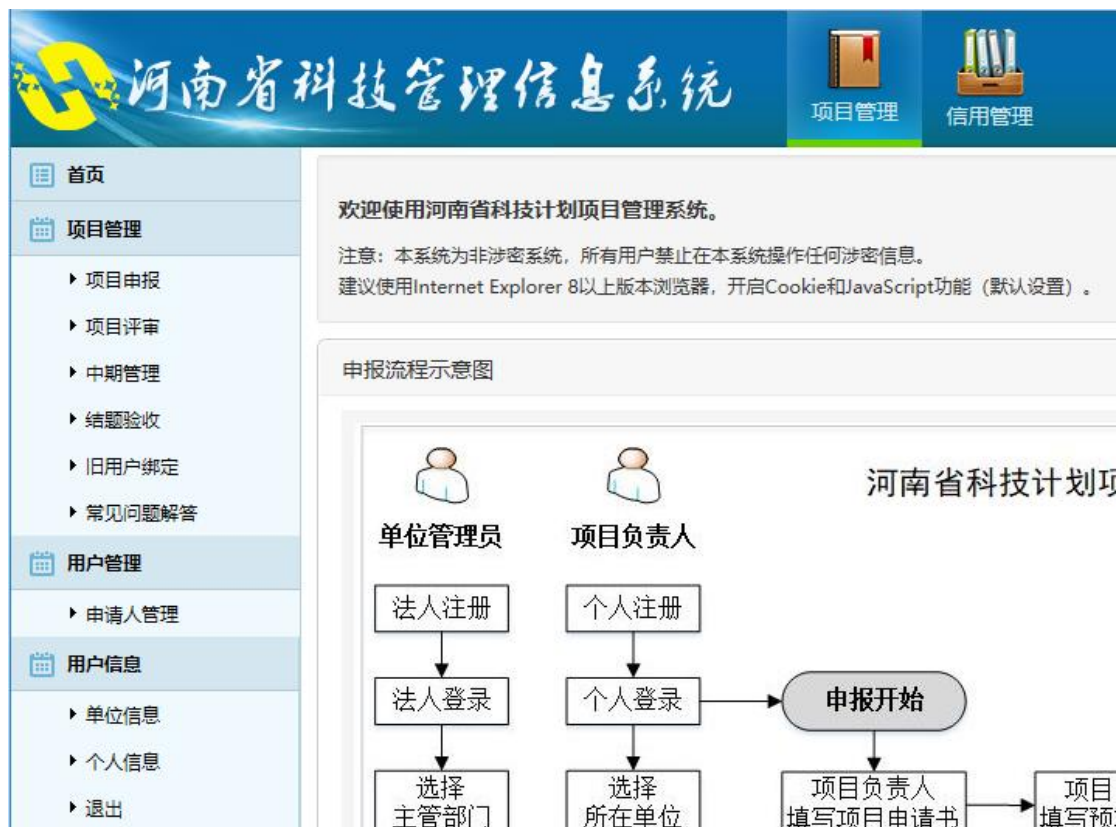 河南省科技管理信息系统
项目管理
信用管理
首页
项目管理
项目申报
项目评审
中期管理
结题验收
旧用户绑定
常见问题解答
用户管理
申请人管理
用户信息
单位信息
个人信息
退出
欢迎使用河南省科技计划项目管理系统。
注意：本系统为非涉密系统，所有用户禁止在本系统操作任何涉密信息。
建议使用Internet Explorer 8以上版本浏览器，开启Cookie和JavaScript功能（默认设置）。
申报流程示意图
河南省科技计划项
单位管理员
项目负责人
法人注册
个人注册
法人登录
个人登录
申报开始
选择
主管部门
选择
所在单位
项目负责人
填写项目申请书
项目
填写预